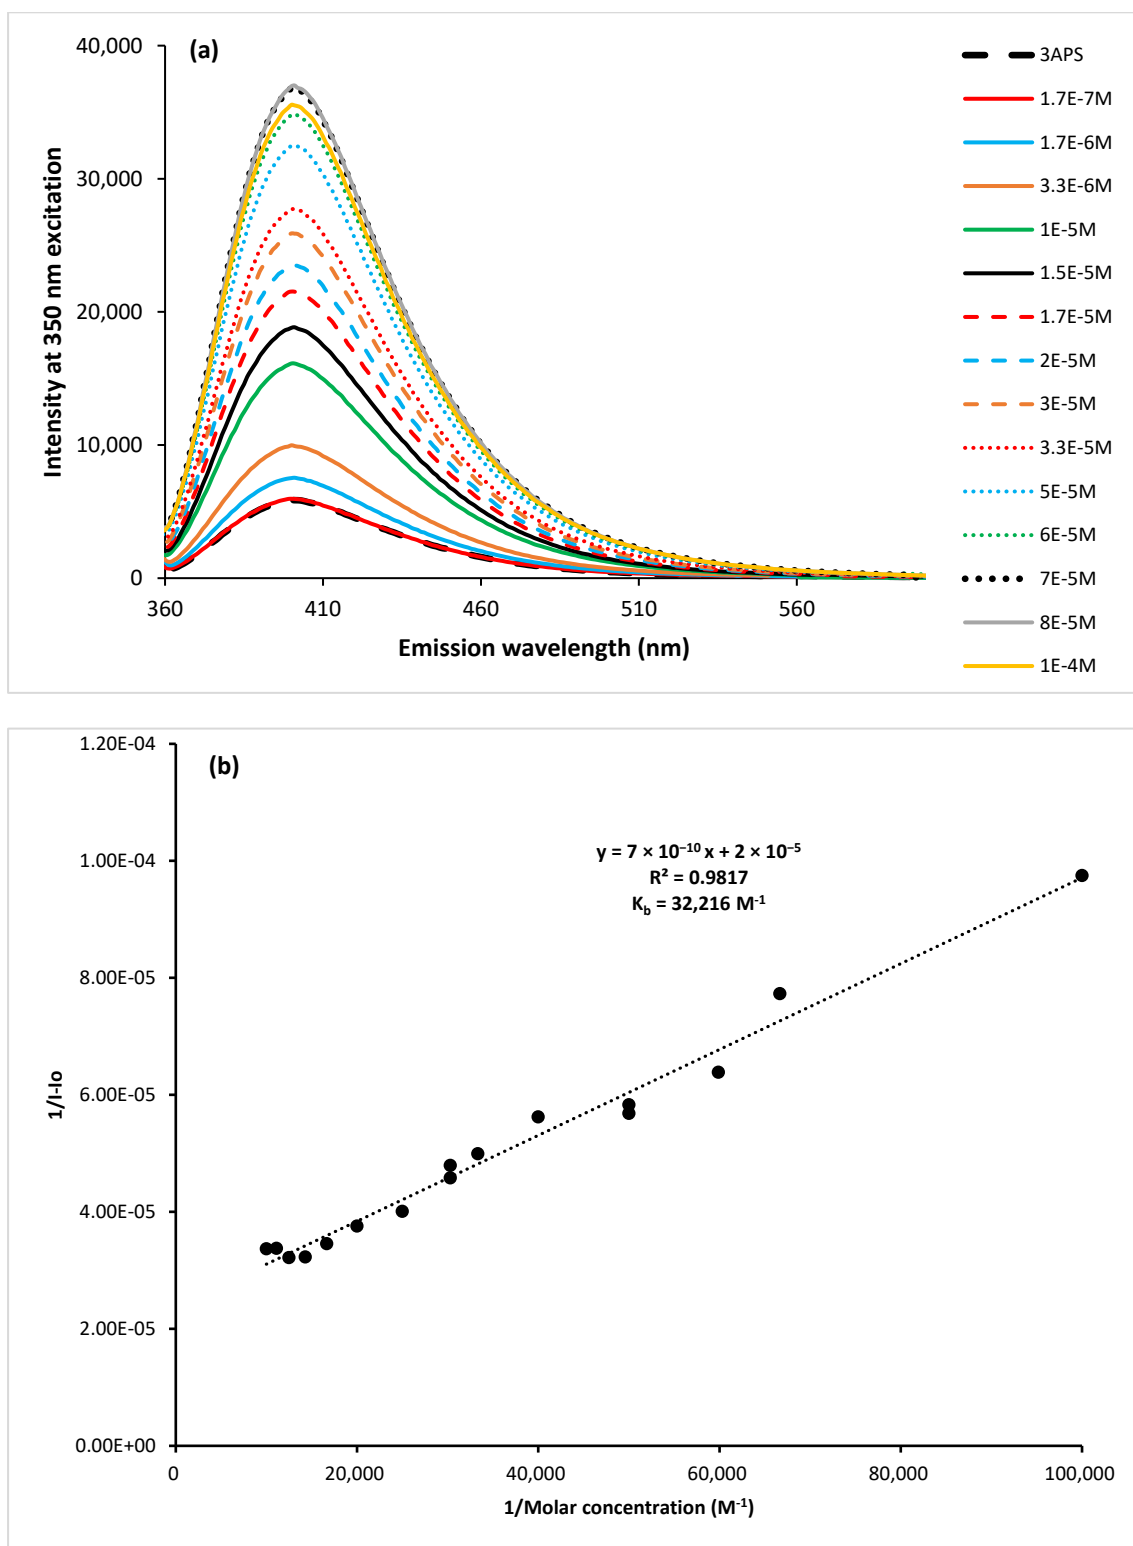 (a)
40,000
30,000
20,000
10,000
0
Intensity at 350 nm excitation
360 410 460 510 560
Emission wavelength (nm)
3APS
1.7E-7M
1.7E-6M
3.3E-6M
1E-5M
1.5E-5M
1.7E-5M
2E-5M
3E-5M
3.3E-5M
5E-5M
6E-5M
7E-5M
8E-5M
1E-4M
(b)
1.20E-04
1.00E-04
8.00E-05
6.00E-05
4.00E-05
2.00E-05
0.00E+00
1/I-Io
y = 7 × 10⁻¹⁰ x + 2 × 10⁻⁵
R² = 0.9817
K_b = 32,216 M⁻¹
0 20,000 40,000 60,000 80,000 100,000
1/Molar concentration (M⁻¹)